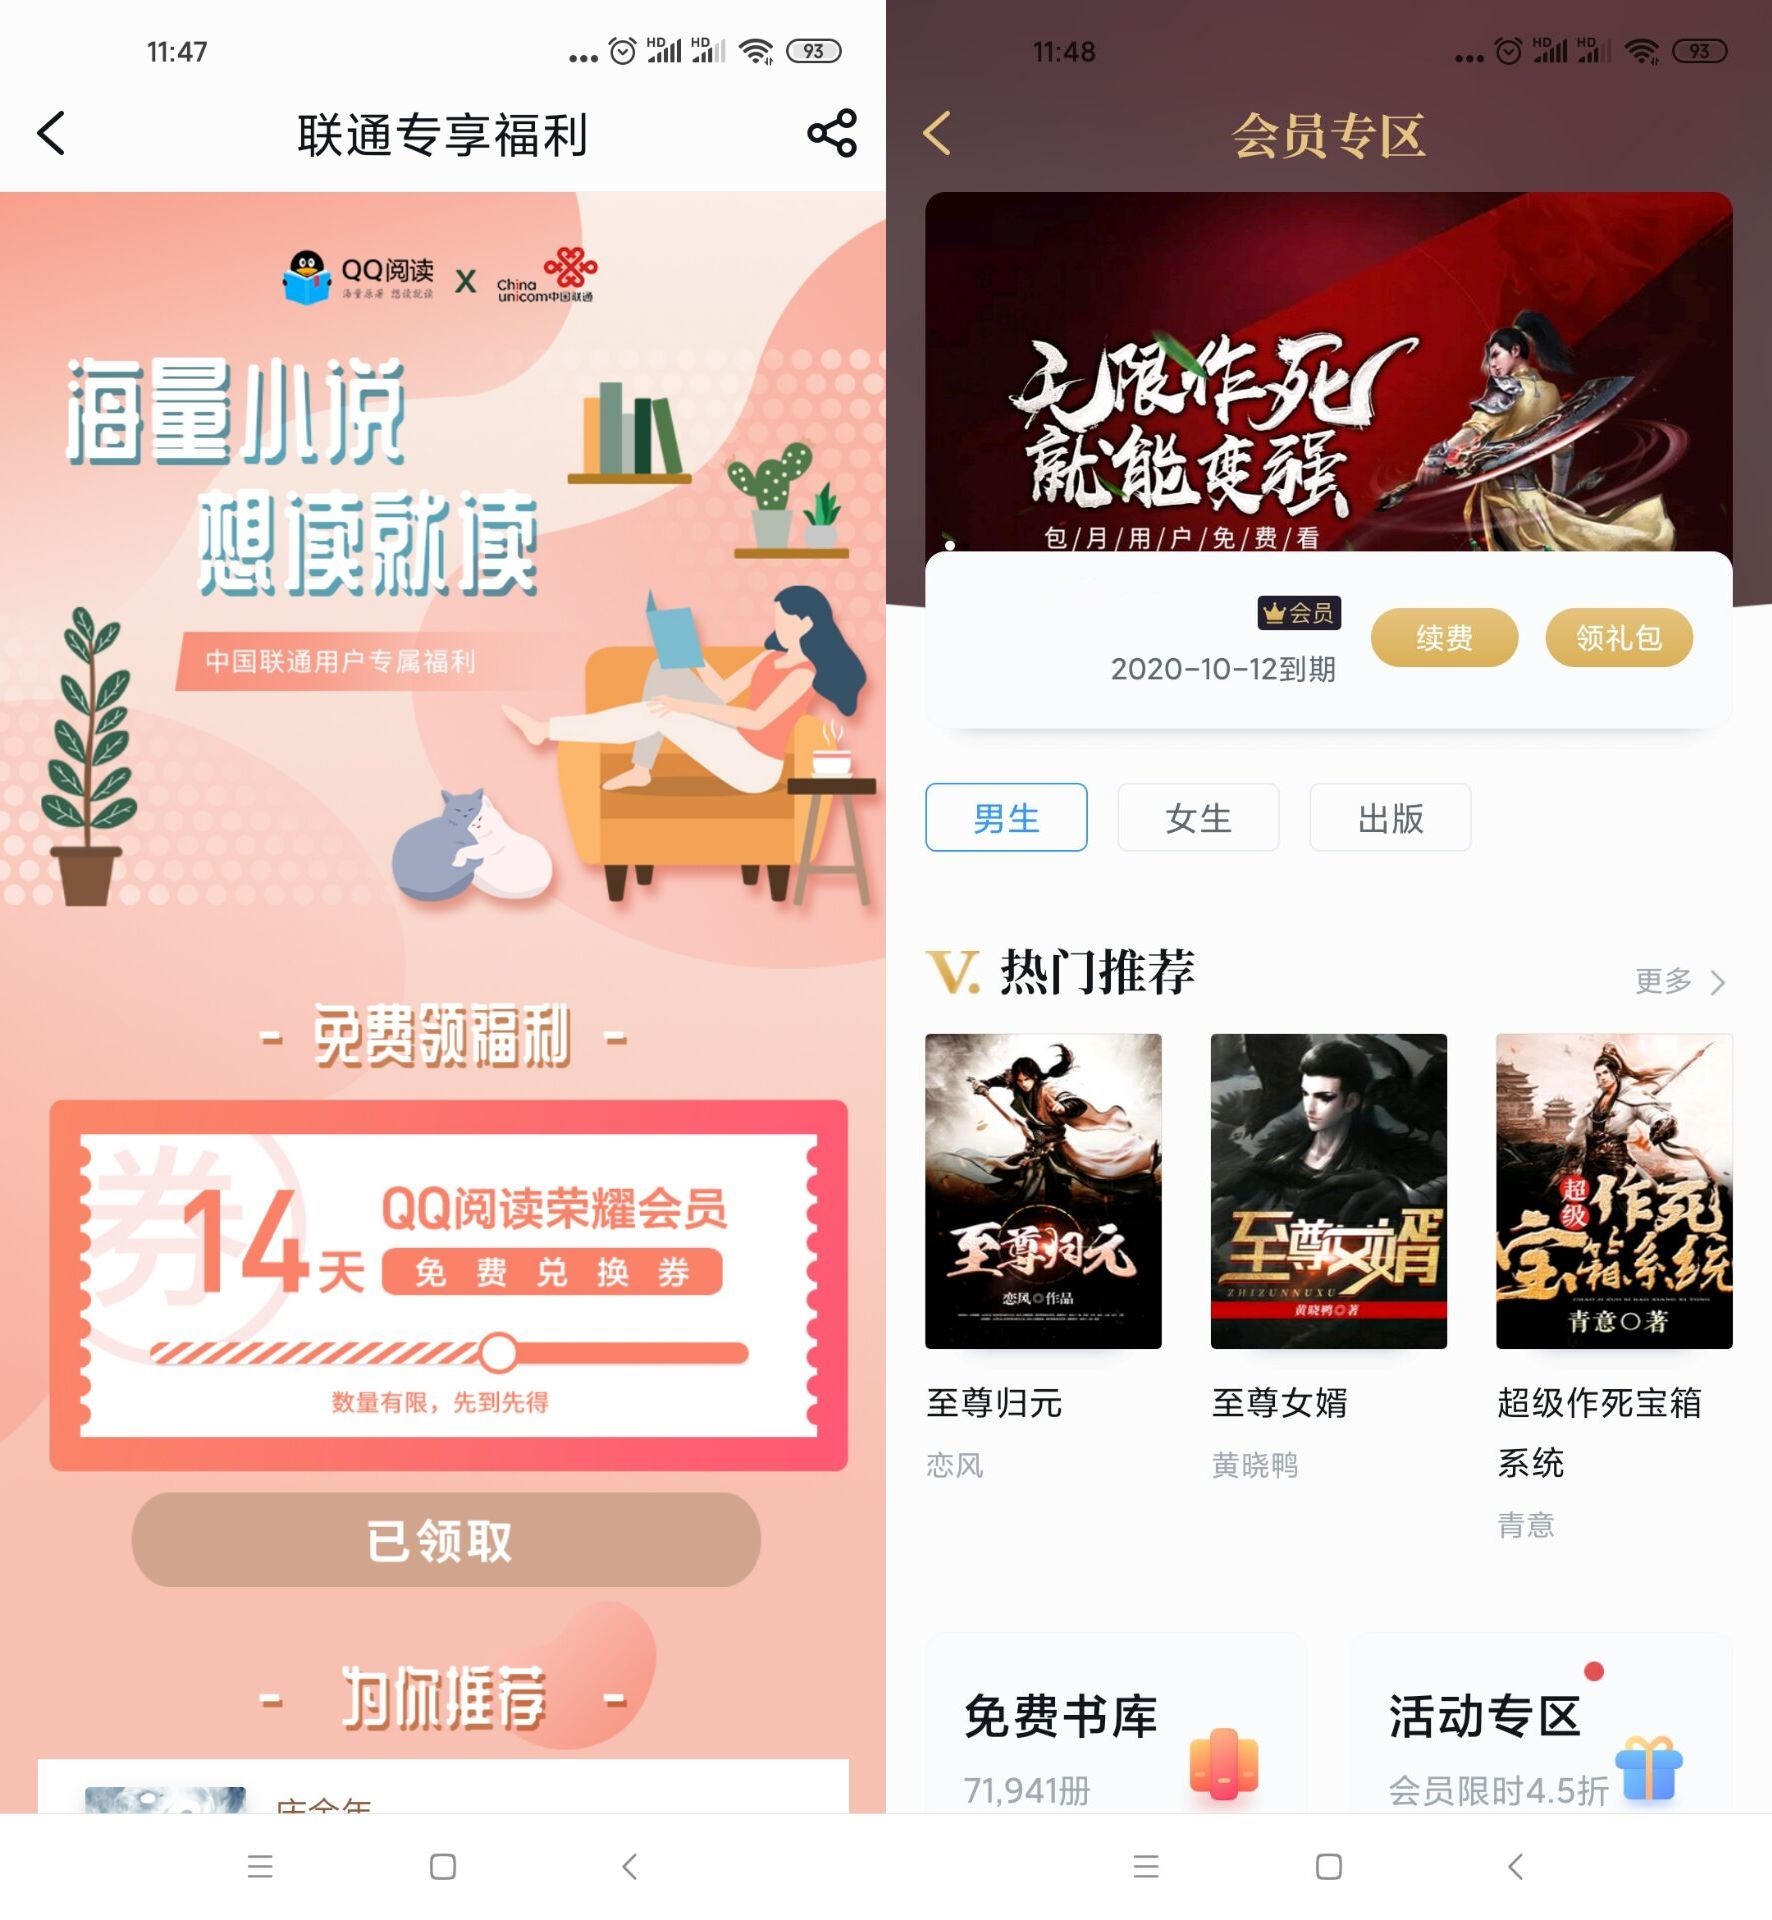 11:47
HD HD 93
联通专享福利
QQ阅读
海量原著 想读就读
X
China
unicom中国联通
海量小说
想读就读
中国联通用户专属福利
- 免费领福利 -
券
14天
QQ阅读荣耀会员
免费兑换券
数量有限，先到先得
已领取
- 为你推荐 -
11:48
HD HD 93
会员专区
无限作死
就能变强
包/月/用/户/免/费/看
会员
2020-10-12到期
续费
领礼包
男生
女生
出版
V. 热门推荐
更多
至尊归元
恋风◎作品
至尊女婿
ZHIZUNNUXU
黄晓鸭◎著
超级
作死
宝箱系统
青意〇著
至尊归元
恋风
至尊女婿
黄晓鸭
超级作死宝箱
系统
青意
免费书库
71,941册
活动专区
会员限时4.5折